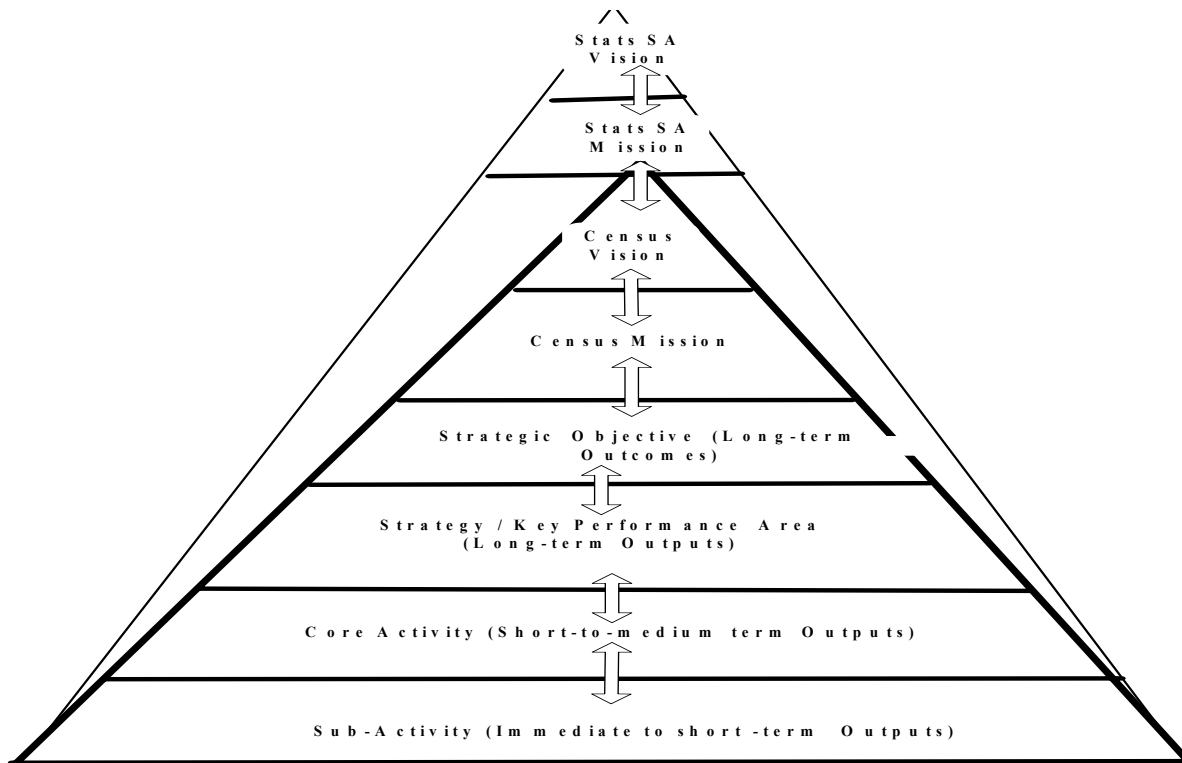 Stats SA
Vision
Stats SA
Mission
Census
Vision
Census Mission
Strategic Objective (Long-term
Outcomes)
Strategy / Key Performance Area
(Long-term Outputs)
Core Activity (Short-to-medium term Outputs)
Sub-Activity (Immediate to short-term Outputs)